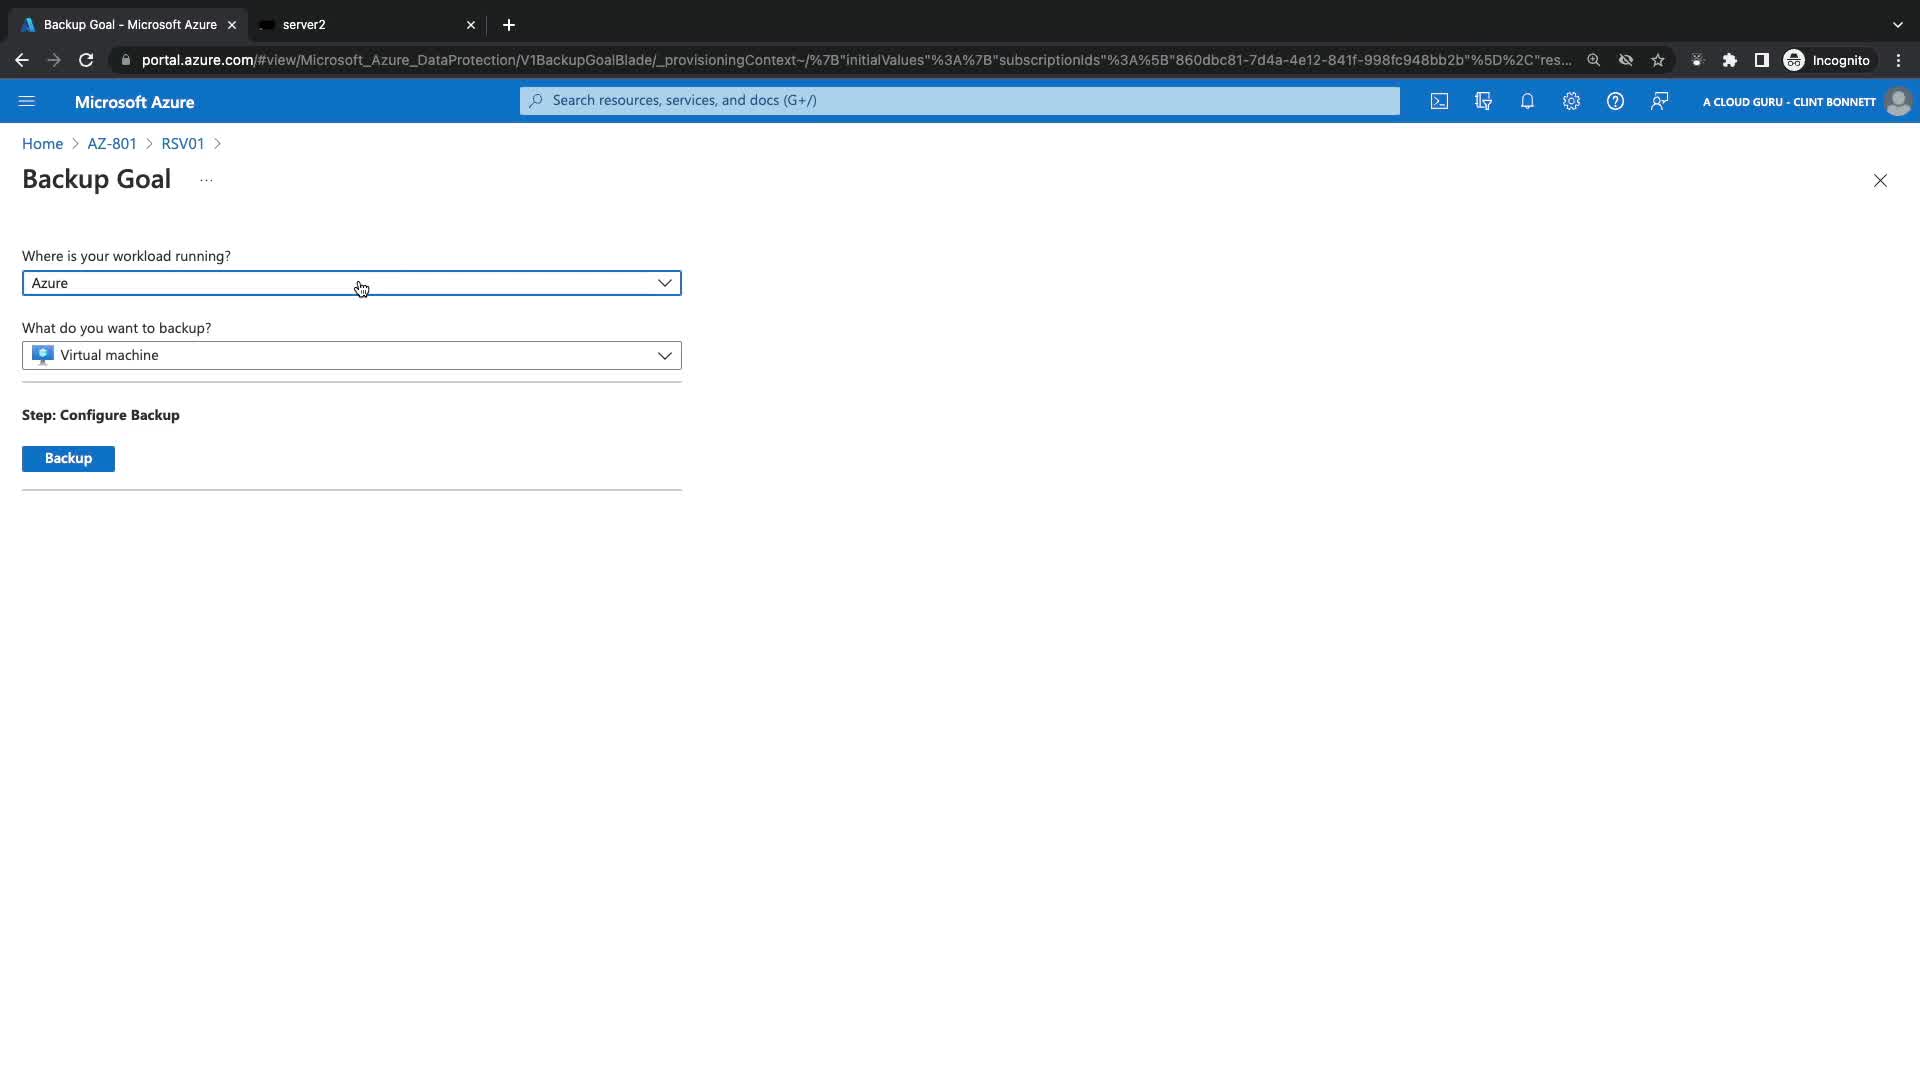 Backup Goal - Microsoft Azure
server2
portal.azure.com/#view/Microsoft_Azure_DataProtection/V1BackupGoalBlade/_provisioningContext~/%7B"initialValues"%3A%7B"subscriptionIds"%3A%5B"860dbc81-7d4a-4e12-841f-998fc948bb2b"%5D%2C"res...
Incognito
Microsoft Azure
Search resources, services, and docs (G+/)
A CLOUD GURU - CLINT BONNETT
Home > AZ-801 > RSV01 >
Backup Goal ...
Where is your workload running?
Azure
What do you want to backup?
Virtual machine
Step: Configure Backup
Backup